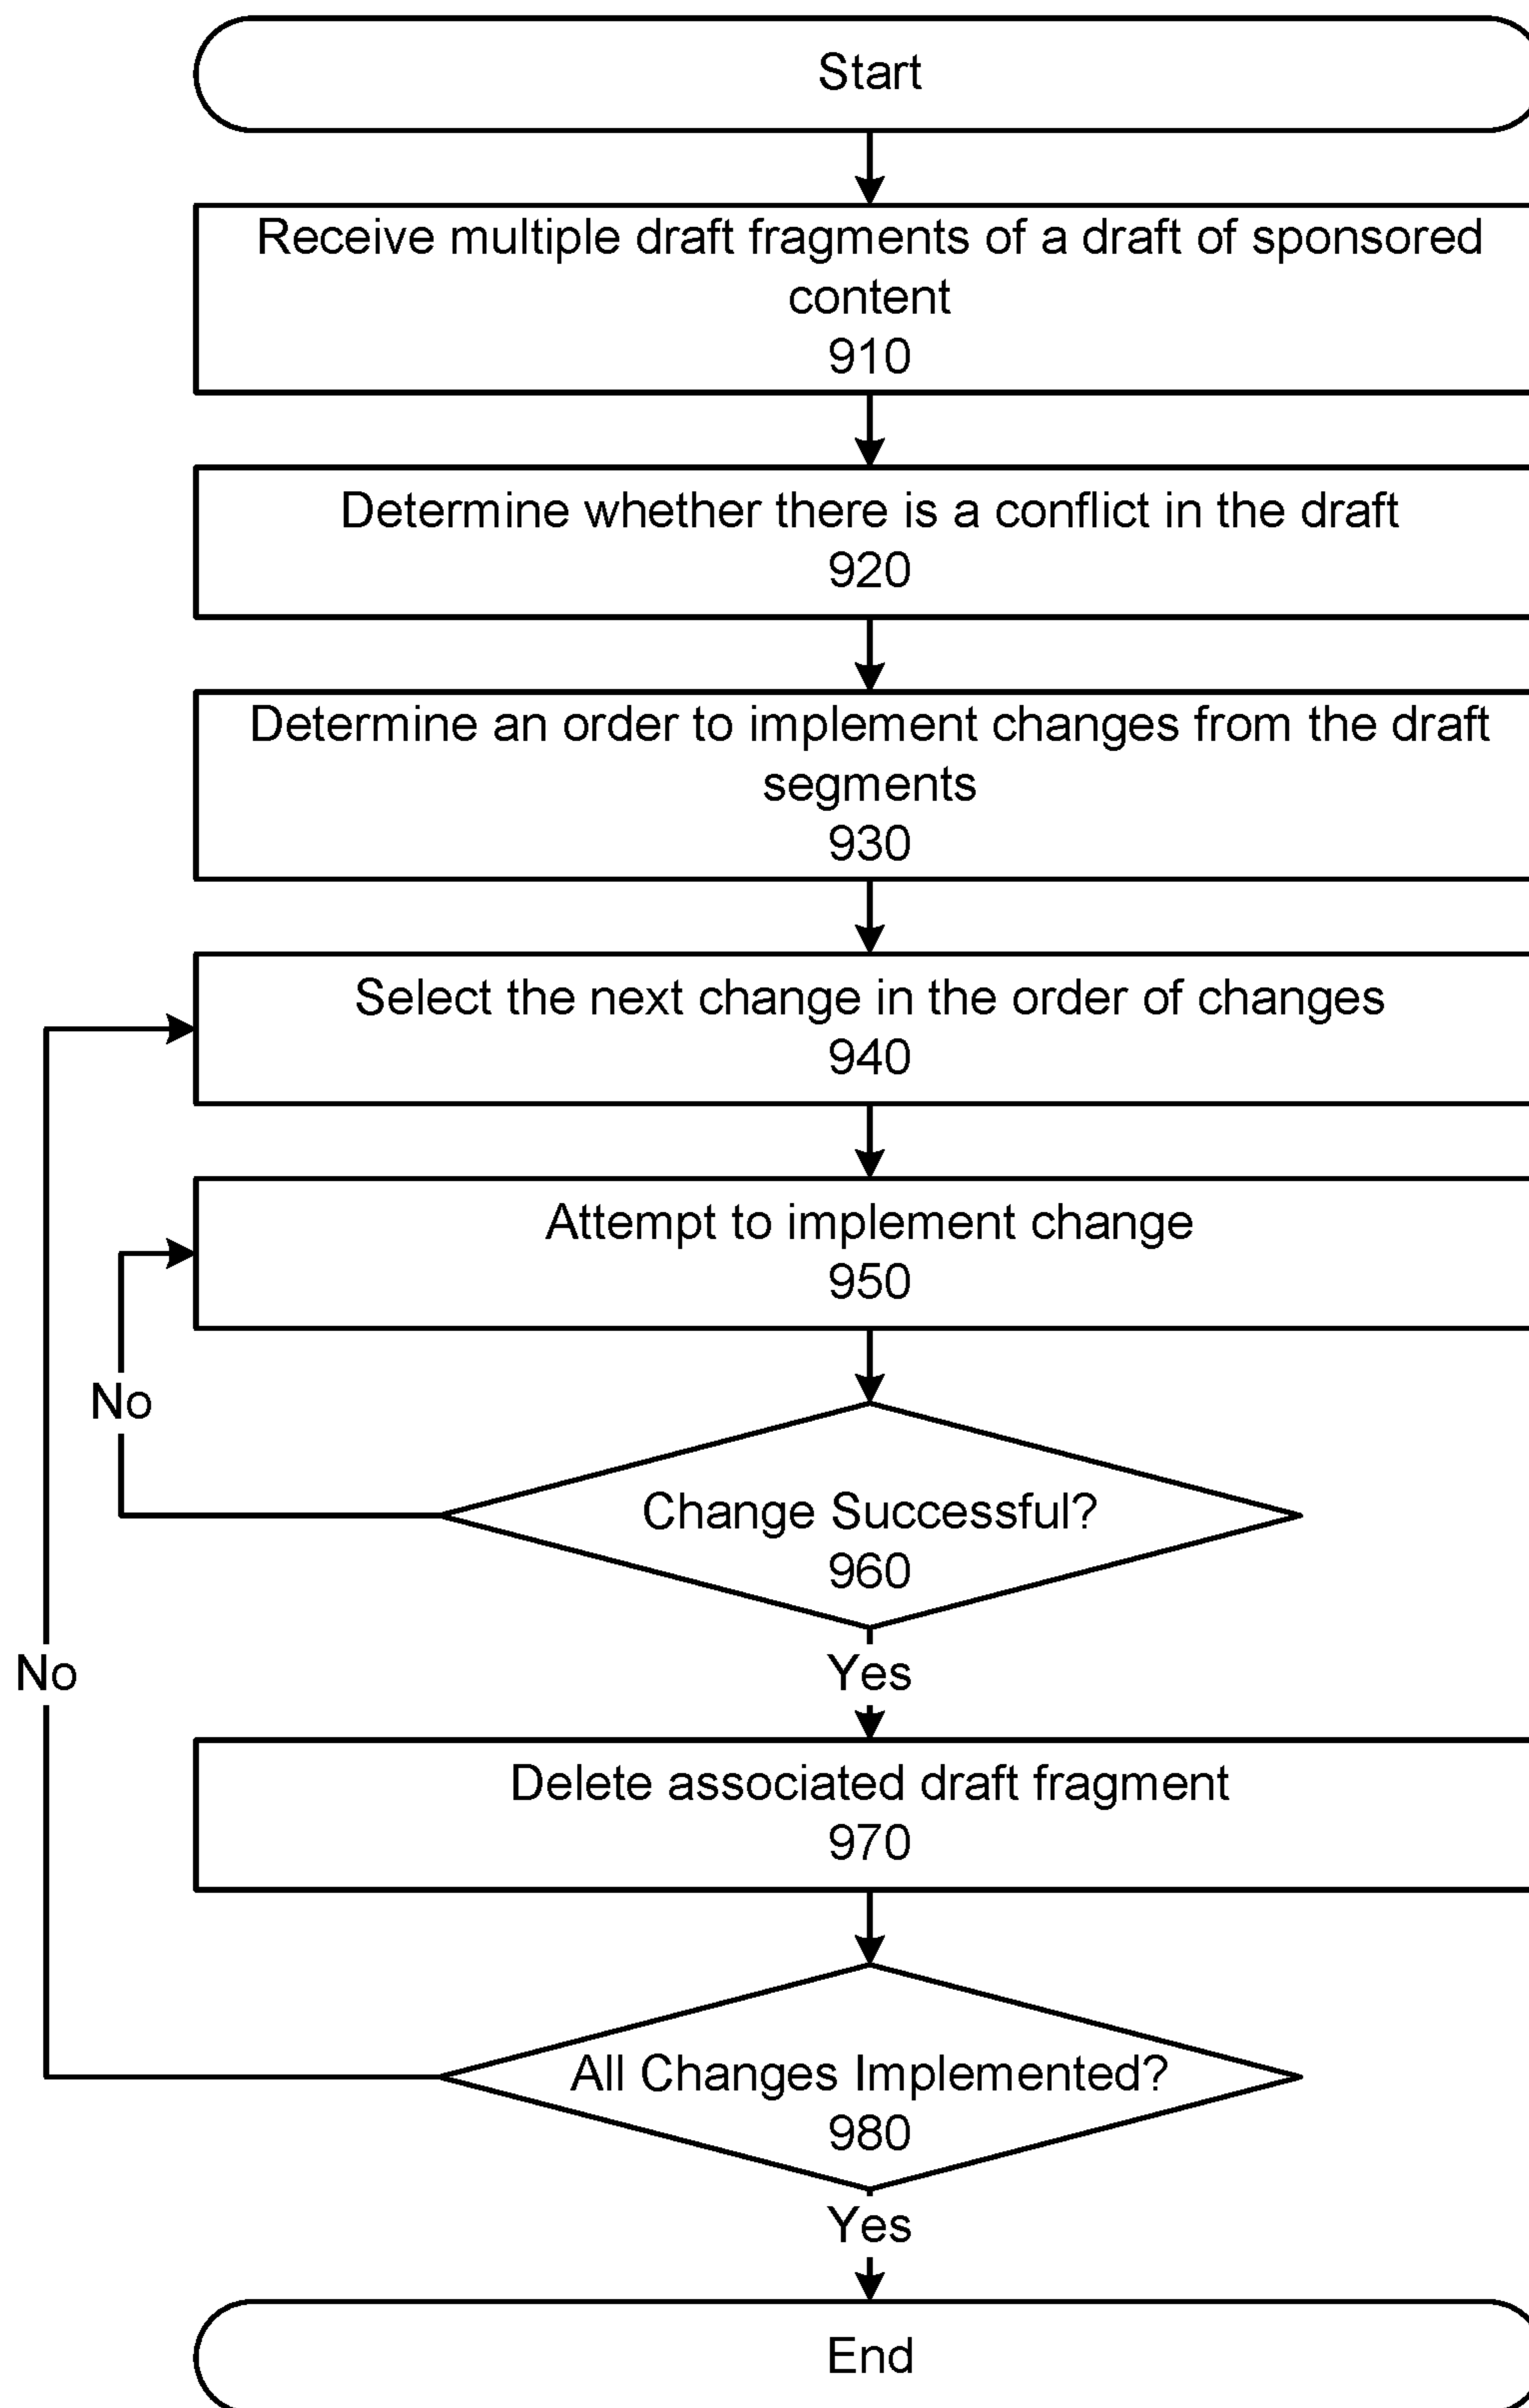 Start
Receive multiple draft fragments of a draft of sponsored
content
910
Determine whether there is a conflict in the draft
920
Determine an order to implement changes from the draft
segments
930
Select the next change in the order of changes
940
Attempt to implement change
950
No
Change Successful?
960
No
Yes
Delete associated draft fragment
970
All Changes Implemented?
980
Yes
End